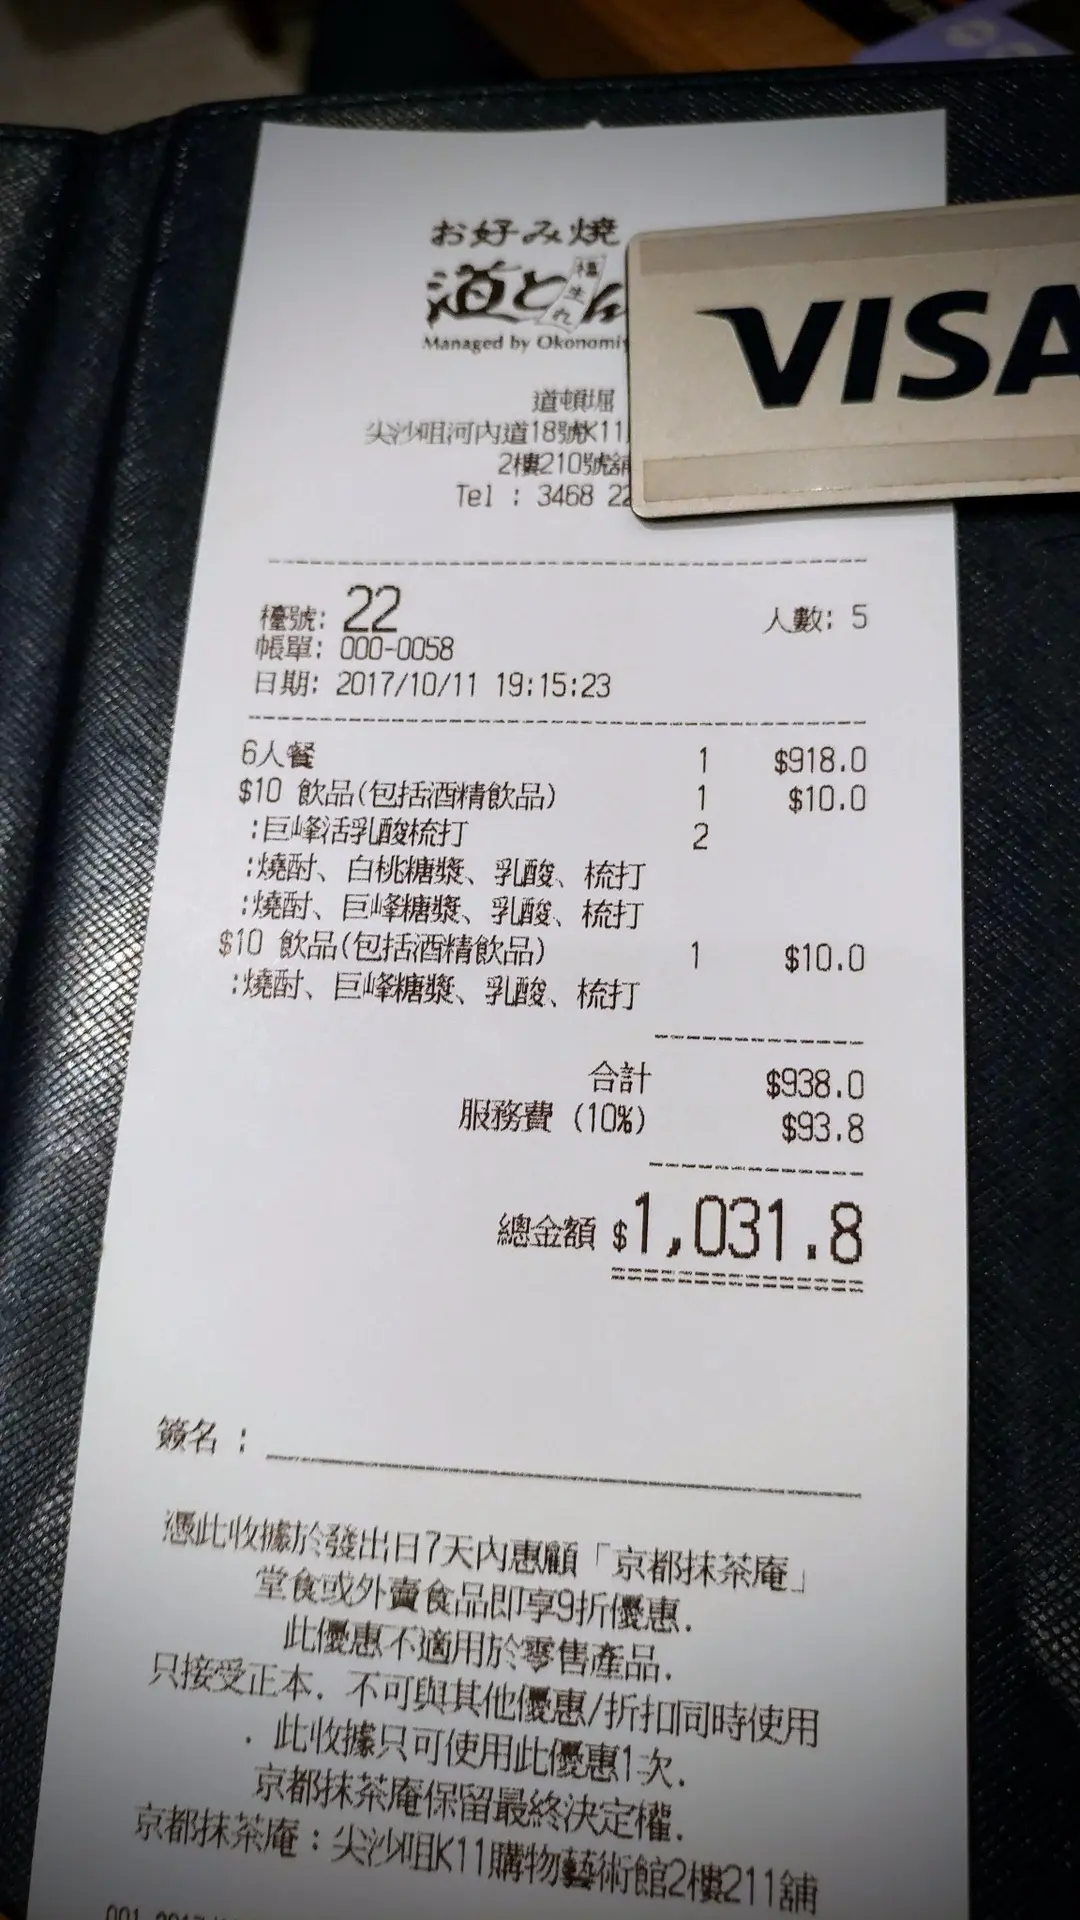 お好み焼
道とん
福生れ
Managed by Okonomiy
VISA
道頓堀
尖沙咀河內道18號K11
2樓210號舖
Tel : 3468 22
檯號: 22
人數: 5
帳單: 000-0058
日期: 2017/10/11 19:15:23
6人餐 1 $918.0
$10 飲品(包括酒精飲品) 1 $10.0
:巨峰活乳酸梳打 2
:燒酎、白桃糖漿、乳酸、梳打
:燒酎、巨峰糖漿、乳酸、梳打
$10 飲品(包括酒精飲品) 1 $10.0
:燒酎、巨峰糖漿、乳酸、梳打
合計 $938.0
服務費 (10%) $93.8
總金額 $1,031.8
簽名 :
憑此收據於發出日7天內惠顧「京都抹茶庵」
堂食或外賣食品即享9折優惠.
此優惠不適用於零售產品.
只接受正本. 不可與其他優惠/折扣同時使用
. 此收據只可使用此優惠1次.
京都抹茶庵保留最終決定權.
京都抹茶庵 : 尖沙咀K11購物藝術館2樓211舖